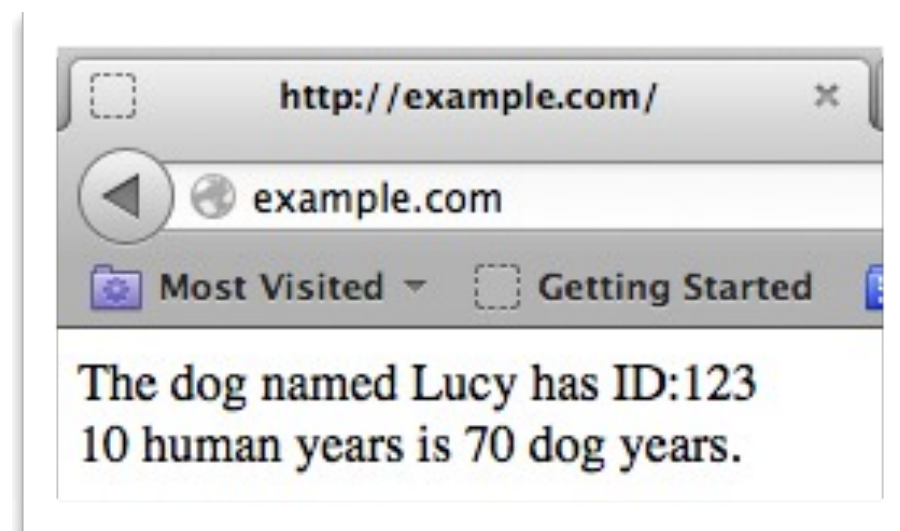 http://example.com/
example.com
Most Visited Getting Started
The dog named Lucy has ID:123
10 human years is 70 dog years.